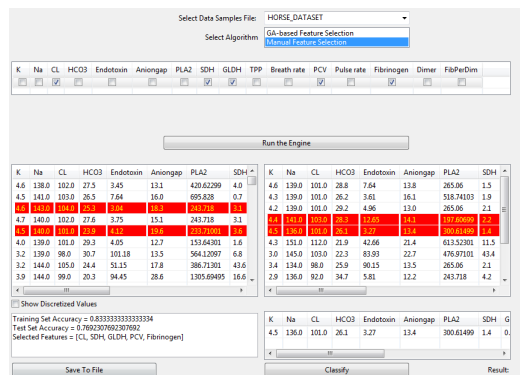 Select Data Samples File: HORSE_DATASET
Select Algorithm GA-based Feature Selection
Manual Feature Selection
K Na CL HCO3 Endotoxin Aniongap PLA2 SDH GLDH TPP Breath rate PCV Pulse rate Fibrinogen Dimer FibPerDim
Run the Engine
K Na CL HCO3 Endotoxin Aniongap PLA2 SDH
4.6 138.0 102.0 27.5 3.45 13.1 420.62299 4.0
4.5 141.0 103.0 26.5 7.64 16.0 695.828 0.7
4.6 143.0 104.0 25.3 3.04 18.3 243.718 3.1
4.7 140.0 102.0 27.6 3.75 15.1 243.718 3.1
4.5 140.0 101.0 23.9 4.12 19.6 233.71001 3.6
4.0 139.0 101.0 29.3 4.05 12.7 153.64301 1.6
3.2 139.0 98.0 30.7 101.18 13.5 564.12097 6.8
3.2 144.0 105.0 24.4 51.15 17.8 386.71301 43.6
3.9 144.0 99.0 20.3 94.45 28.6 1305.69495 16.6
K Na CL HCO3 Endotoxin Aniongap PLA2 SDH
4.6 139.0 101.0 28.8 7.64 13.8 265.06 1.5
4.3 139.0 101.0 26.2 3.61 16.1 518.74103 1.9
4.2 139.0 101.0 29.2 4.96 13.0 265.06 2.1
4.4 141.0 103.0 28.3 12.65 14.1 197.60699 2.2
4.5 136.0 101.0 26.1 3.27 13.4 300.61499 1.4
4.3 151.0 112.0 21.9 42.66 21.4 613.52301 11.5
3.0 145.0 103.0 22.3 83.93 22.7 476.97101 43.4
3.4 134.0 98.0 25.9 90.15 13.5 265.06 2.1
2.9 136.0 92.0 34.7 5.81 12.2 243.718 4.2
Show Discretized Values
Training Set Accuracy = 0.8333333333333334
Test Set Accuracy = 0.7692307692307692
Selected Features = [CL, SDH, GLDH, PCV, Fibrinogen]
K Na CL HCO3 Endotoxin Aniongap PLA2 SDH G
4.5 136.0 101.0 26.1 3.27 13.4 300.61499 1.4 0.
Save To File
Classify
Result: